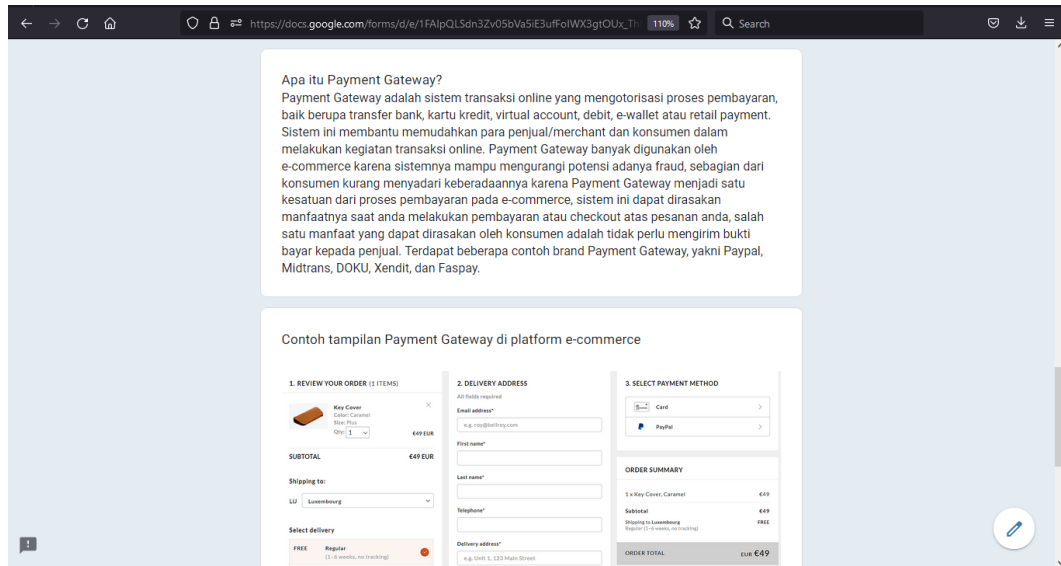 https://docs.google.com/forms/d/e/1FAIpQLSdn3Zv05bVa5iE3ufFoIWX3gtOUx_Th
110%
Search
Apa itu Payment Gateway?
Payment Gateway adalah sistem transaksi online yang mengotorisasi proses pembayaran,
baik berupa transfer bank, kartu kredit, virtual account, debit, e-wallet atau retail payment.
Sistem ini membantu memudahkan para penjual/merchant dan konsumen dalam
melakukan kegiatan transaksi online. Payment Gateway banyak digunakan oleh
e-commerce karena sistemnya mampu mengurangi potensi adanya fraud, sebagian dari
konsumen kurang menyadari keberadaannya karena Payment Gateway menjadi satu
kesatuan dari proses pembayaran pada e-commerce, sistem ini dapat dirasakan
manfaatnya saat anda melakukan pembayaran atau checkout atas pesanan anda, salah
satu manfaat yang dapat dirasakan oleh konsumen adalah tidak perlu mengirim bukti
bayar kepada penjual. Terdapat beberapa contoh brand Payment Gateway, yakni Paypal,
Midtrans, DOKU, Xendit, dan Faspay.
Contoh tampilan Payment Gateway di platform e-commerce
1. REVIEW YOUR ORDER (1 ITEMS)
Key Cover
Color: Caramel
Size: Plus
Qty: 1
€49 EUR
SUBTOTAL €49 EUR
Shipping to:
LU Luxembourg
Select delivery
FREE Regular
(1-6 weeks, no tracking)
2. DELIVERY ADDRESS
All fields required
Email address*
e.g. roy@bellroy.com
First name*
Last name*
Telephone*
Delivery address*
e.g. Unit 1, 123 Main Street
3. SELECT PAYMENT METHOD
Card
PayPal
ORDER SUMMARY
1 x Key Cover, Caramel €49
Subtotal €49
Shipping to Luxembourg FREE
Regular (1-6 weeks, no tracking)
ORDER TOTAL EUR €49